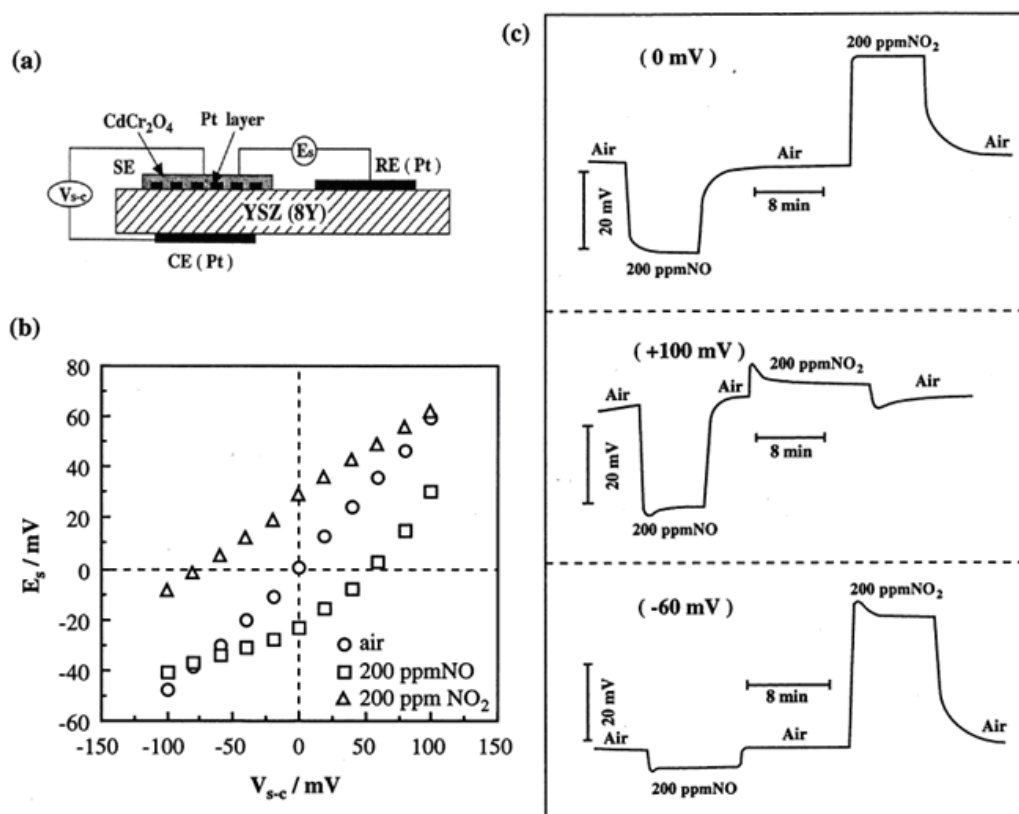 (a)
CdCr2O4
Pt layer
SE
Es
RE ( Pt )
Vs-c
YSZ (8Y)
CE ( Pt )
(b)
80
60
40
20
0
-20
-40
-60
Es / mV
air
200 ppmNO
200 ppm NO2
-150
-100
-50
0
50
100
150
Vs-c / mV
(c)
( 0 mV )
200 ppmNO2
Air
Air
Air
20 mV
8 min
200 ppmNO
( +100 mV )
200 ppmNO2
Air
Air
Air
20 mV
8 min
200 ppmNO
( -60 mV )
200 ppmNO2
20 mV
8 min
Air
Air
Air
200 ppmNO